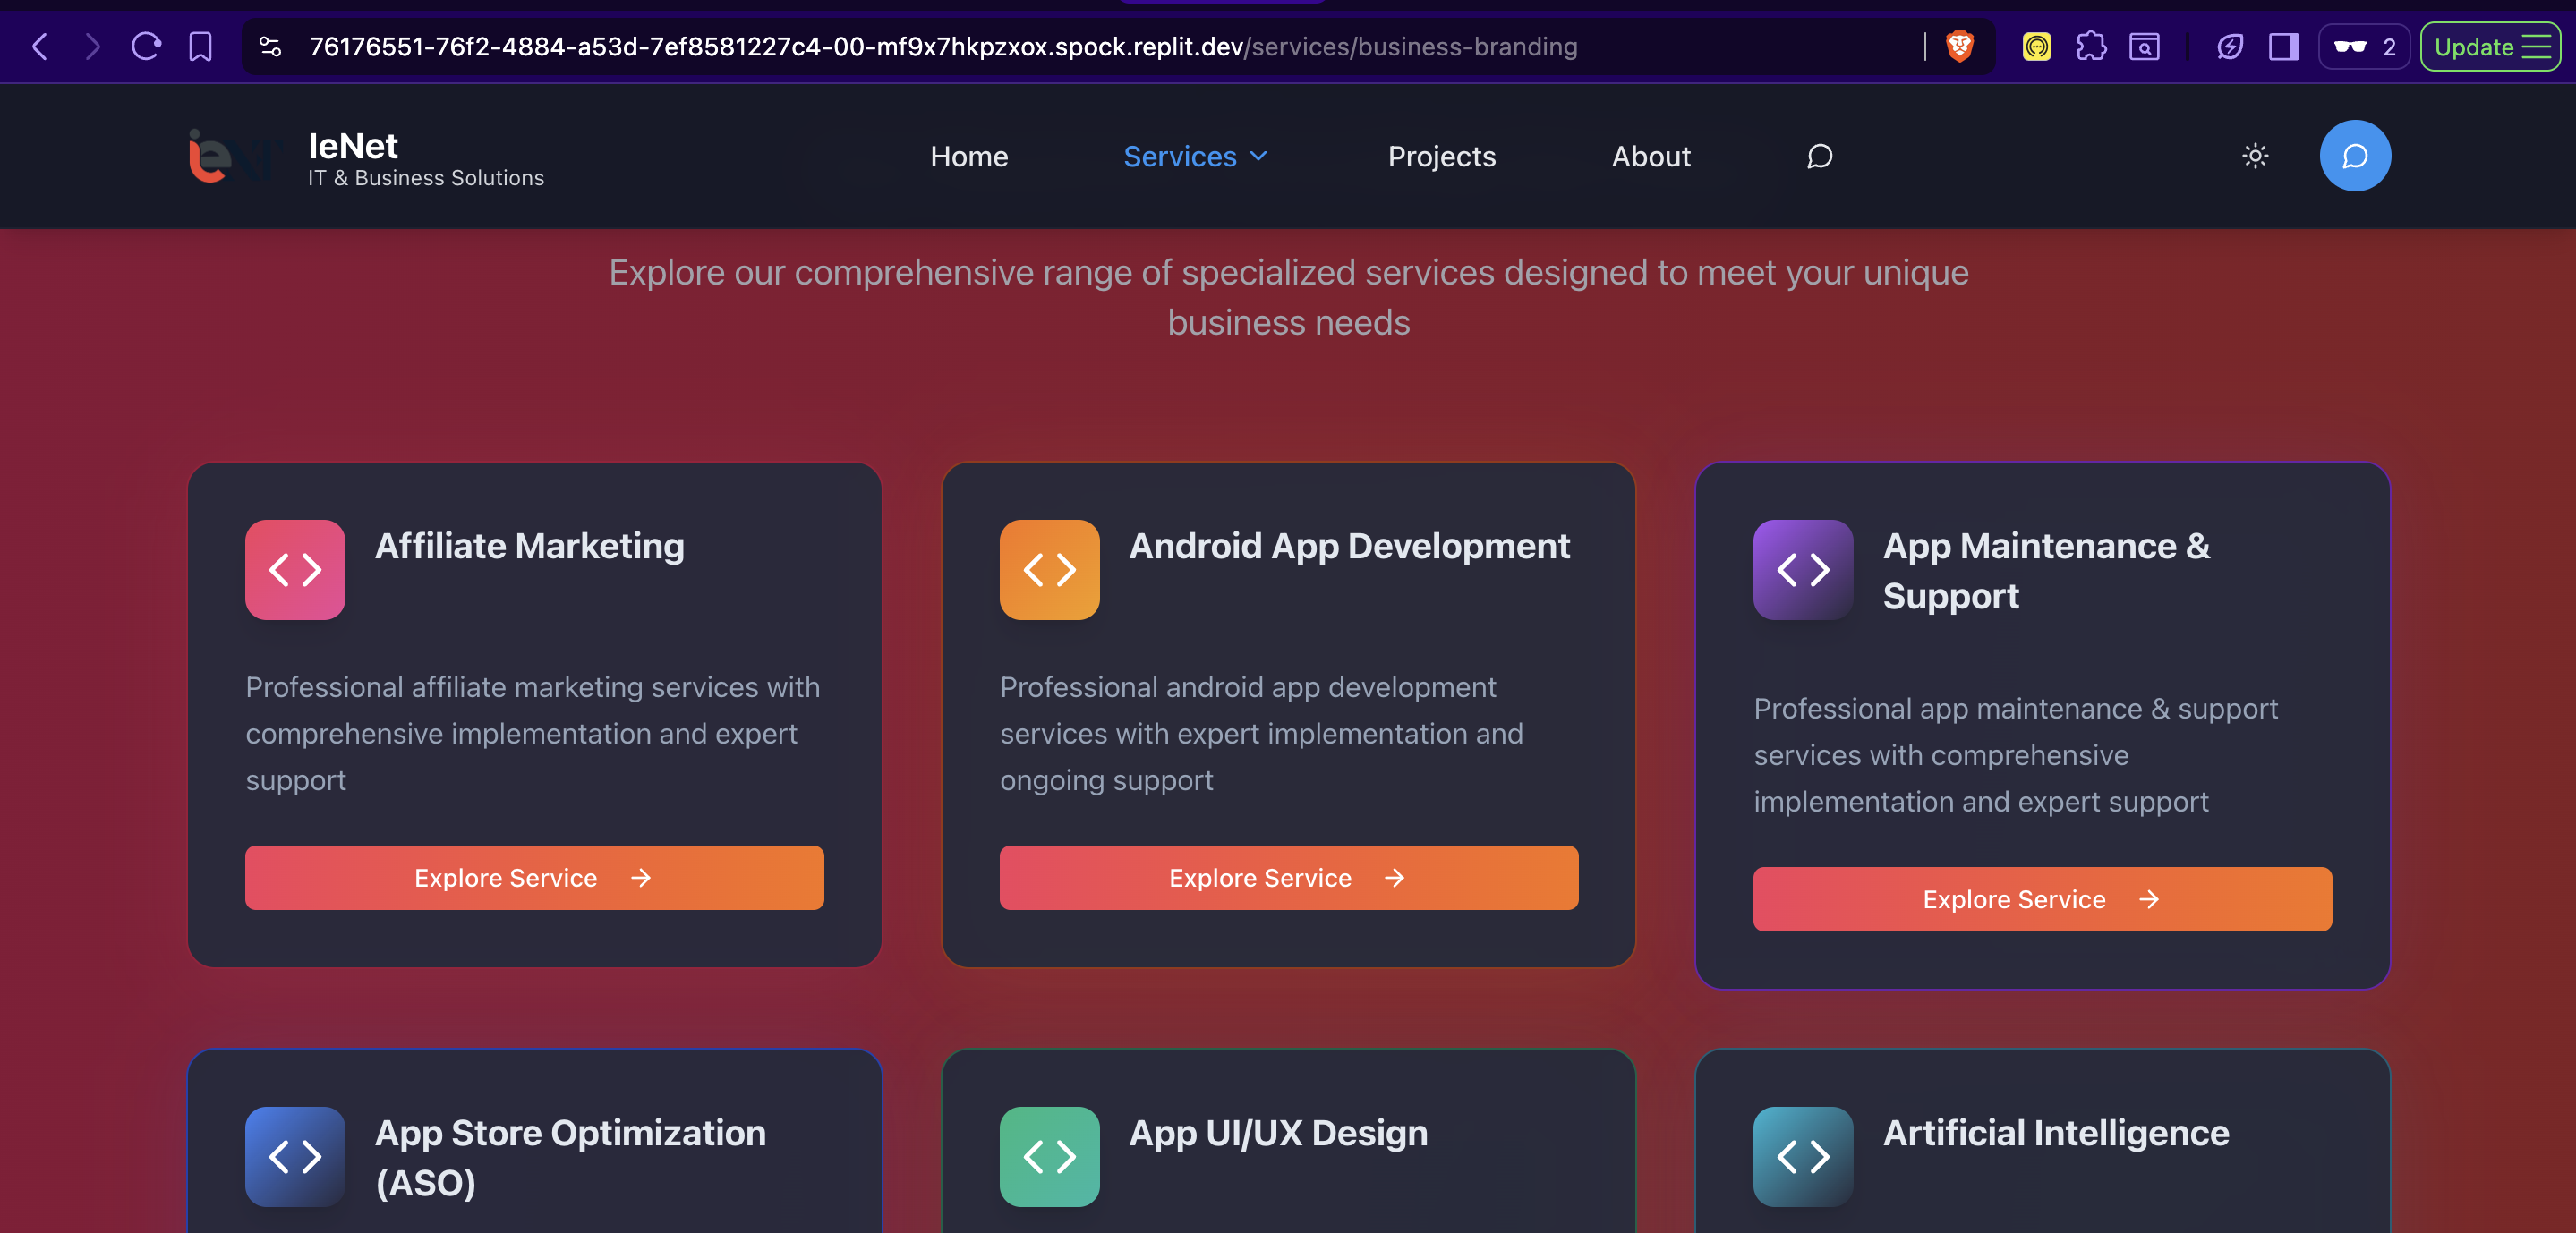 76176551-76f2-4884-a53d-7ef8581227c4-00-mf9x7hkpzxox.spock.replit.dev/services/business-branding
2
Update
ieNT
IeNet
IT & Business Solutions
Home
Services
Projects
About
Explore our comprehensive range of specialized services designed to meet your unique
business needs
Affiliate Marketing
Professional affiliate marketing services with
comprehensive implementation and expert
support
Explore Service
Android App Development
Professional android app development
services with expert implementation and
ongoing support
Explore Service
App Maintenance &
Support
Professional app maintenance & support
services with comprehensive
implementation and expert support
Explore Service
App Store Optimization
(ASO)
App UI/UX Design
Artificial Intelligence